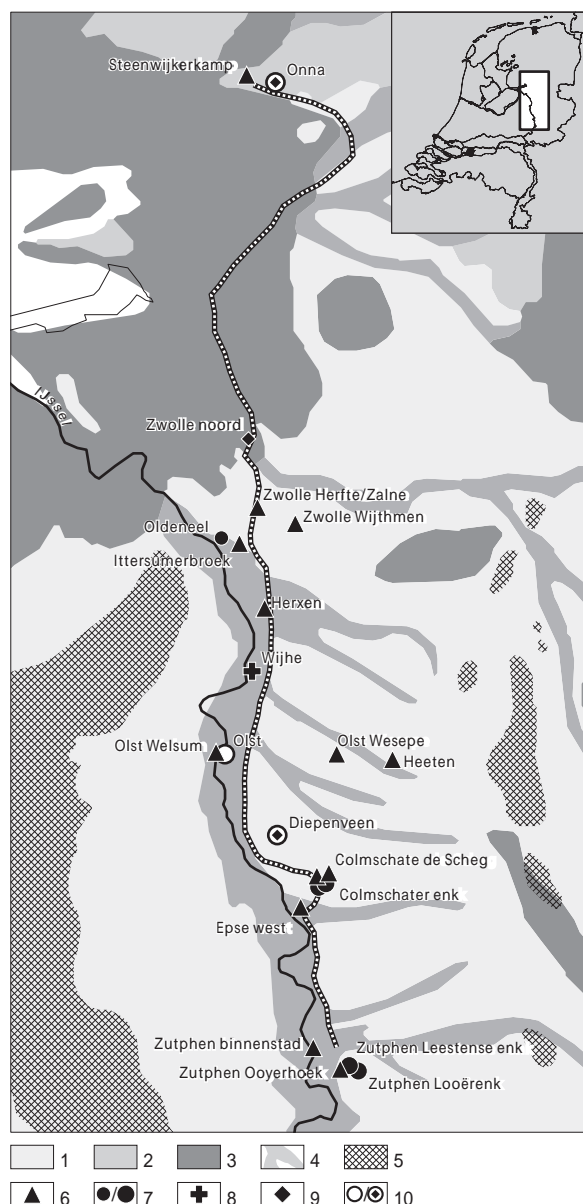 Steenwijkerkamp
Onna
IJssel
Zwolle noord
Zwolle Herfte/Zalne
Zwolle Wijthmen
Oldeneel
Ittersumerbroek
Herxen
Wijhe
Olst Welsum
Olst
Olst Wesepe
Heeten
Diepenveen
Colmschate de Scheg
Colmschater enk
Epse west
Zutphen binnenstad
Zutphen Leestense enk
Zutphen Ooyerhoek
Zutphen Looërenk
1 2 3 4 5
6 / 7 8 9 / 10